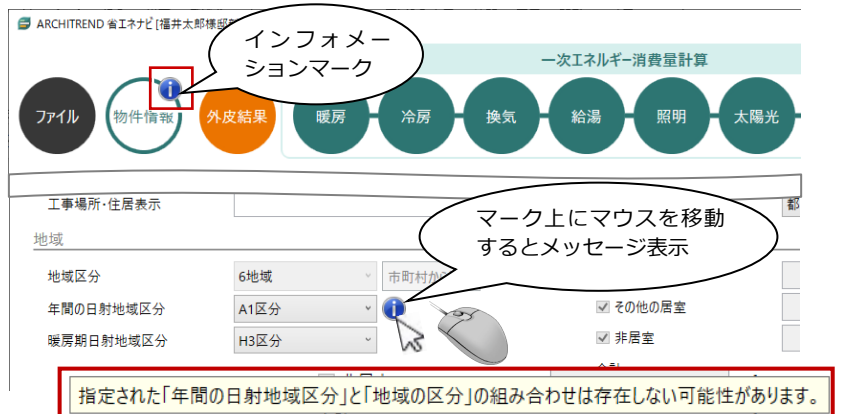 ARCHITREND 省エネナビ [福井太郎様邸
インフォメー
ションマーク
一次エネルギー消費量計算
ファイル
物件情報
外皮結果
暖房
冷房
換気
給湯
照明
太陽光
工事場所・住居表示
都
マーク上にマウスを移動
するとメッセージ表示
地域
地域区分
6地域
市町村か
年間の日射地域区分
A1区分
その他の居室
暖房期日射地域区分
H3区分
非居室
指定された「年間の日射地域区分」と「地域の区分」の組み合わせは存在しない可能性があります。